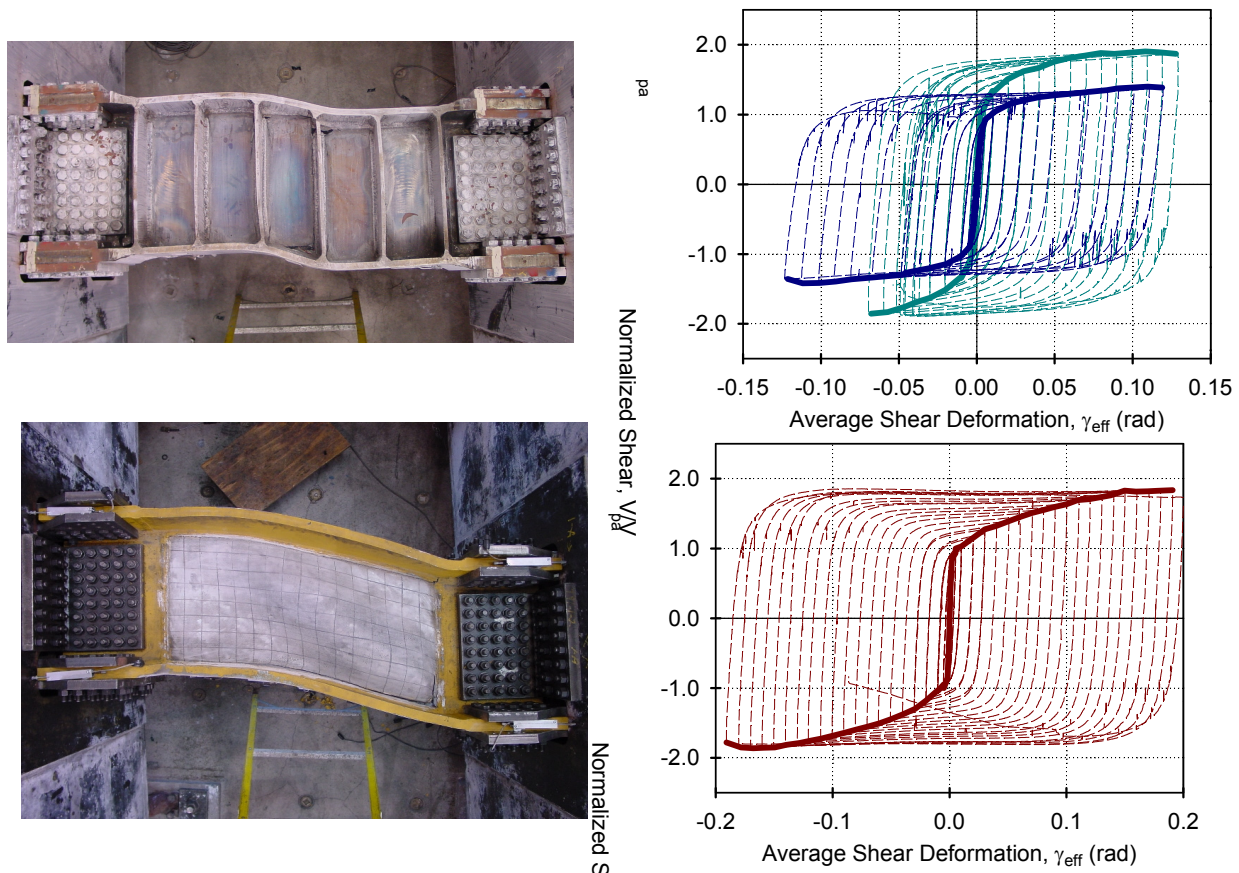 2.0
1.0
0.0
-1.0
-2.0
pa
-0.15 -0.10 -0.05 0.00 0.05 0.10 0.15
Average Shear Deformation, γeff (rad)
Normalized Shear, V/Vpa
2.0
1.0
0.0
-1.0
-2.0
-0.2 -0.1 0.0 0.1 0.2
Average Shear Deformation, γeff (rad)
Normalized S